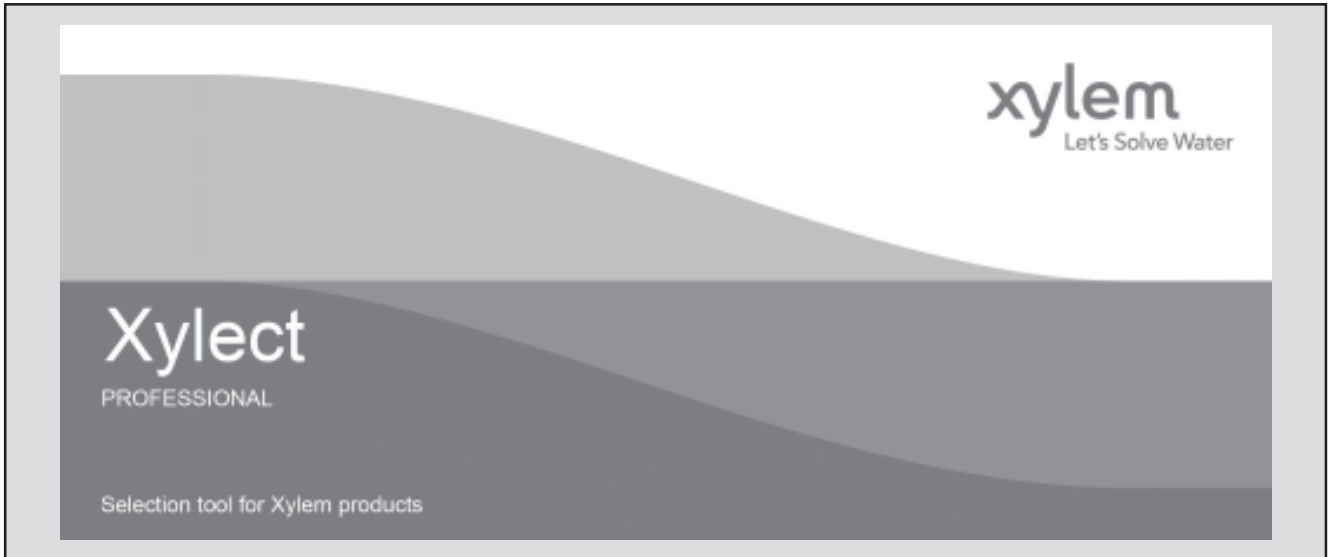 xylem
Let's Solve Water
Xylect
PROFESSIONAL
Selection tool for Xylem products